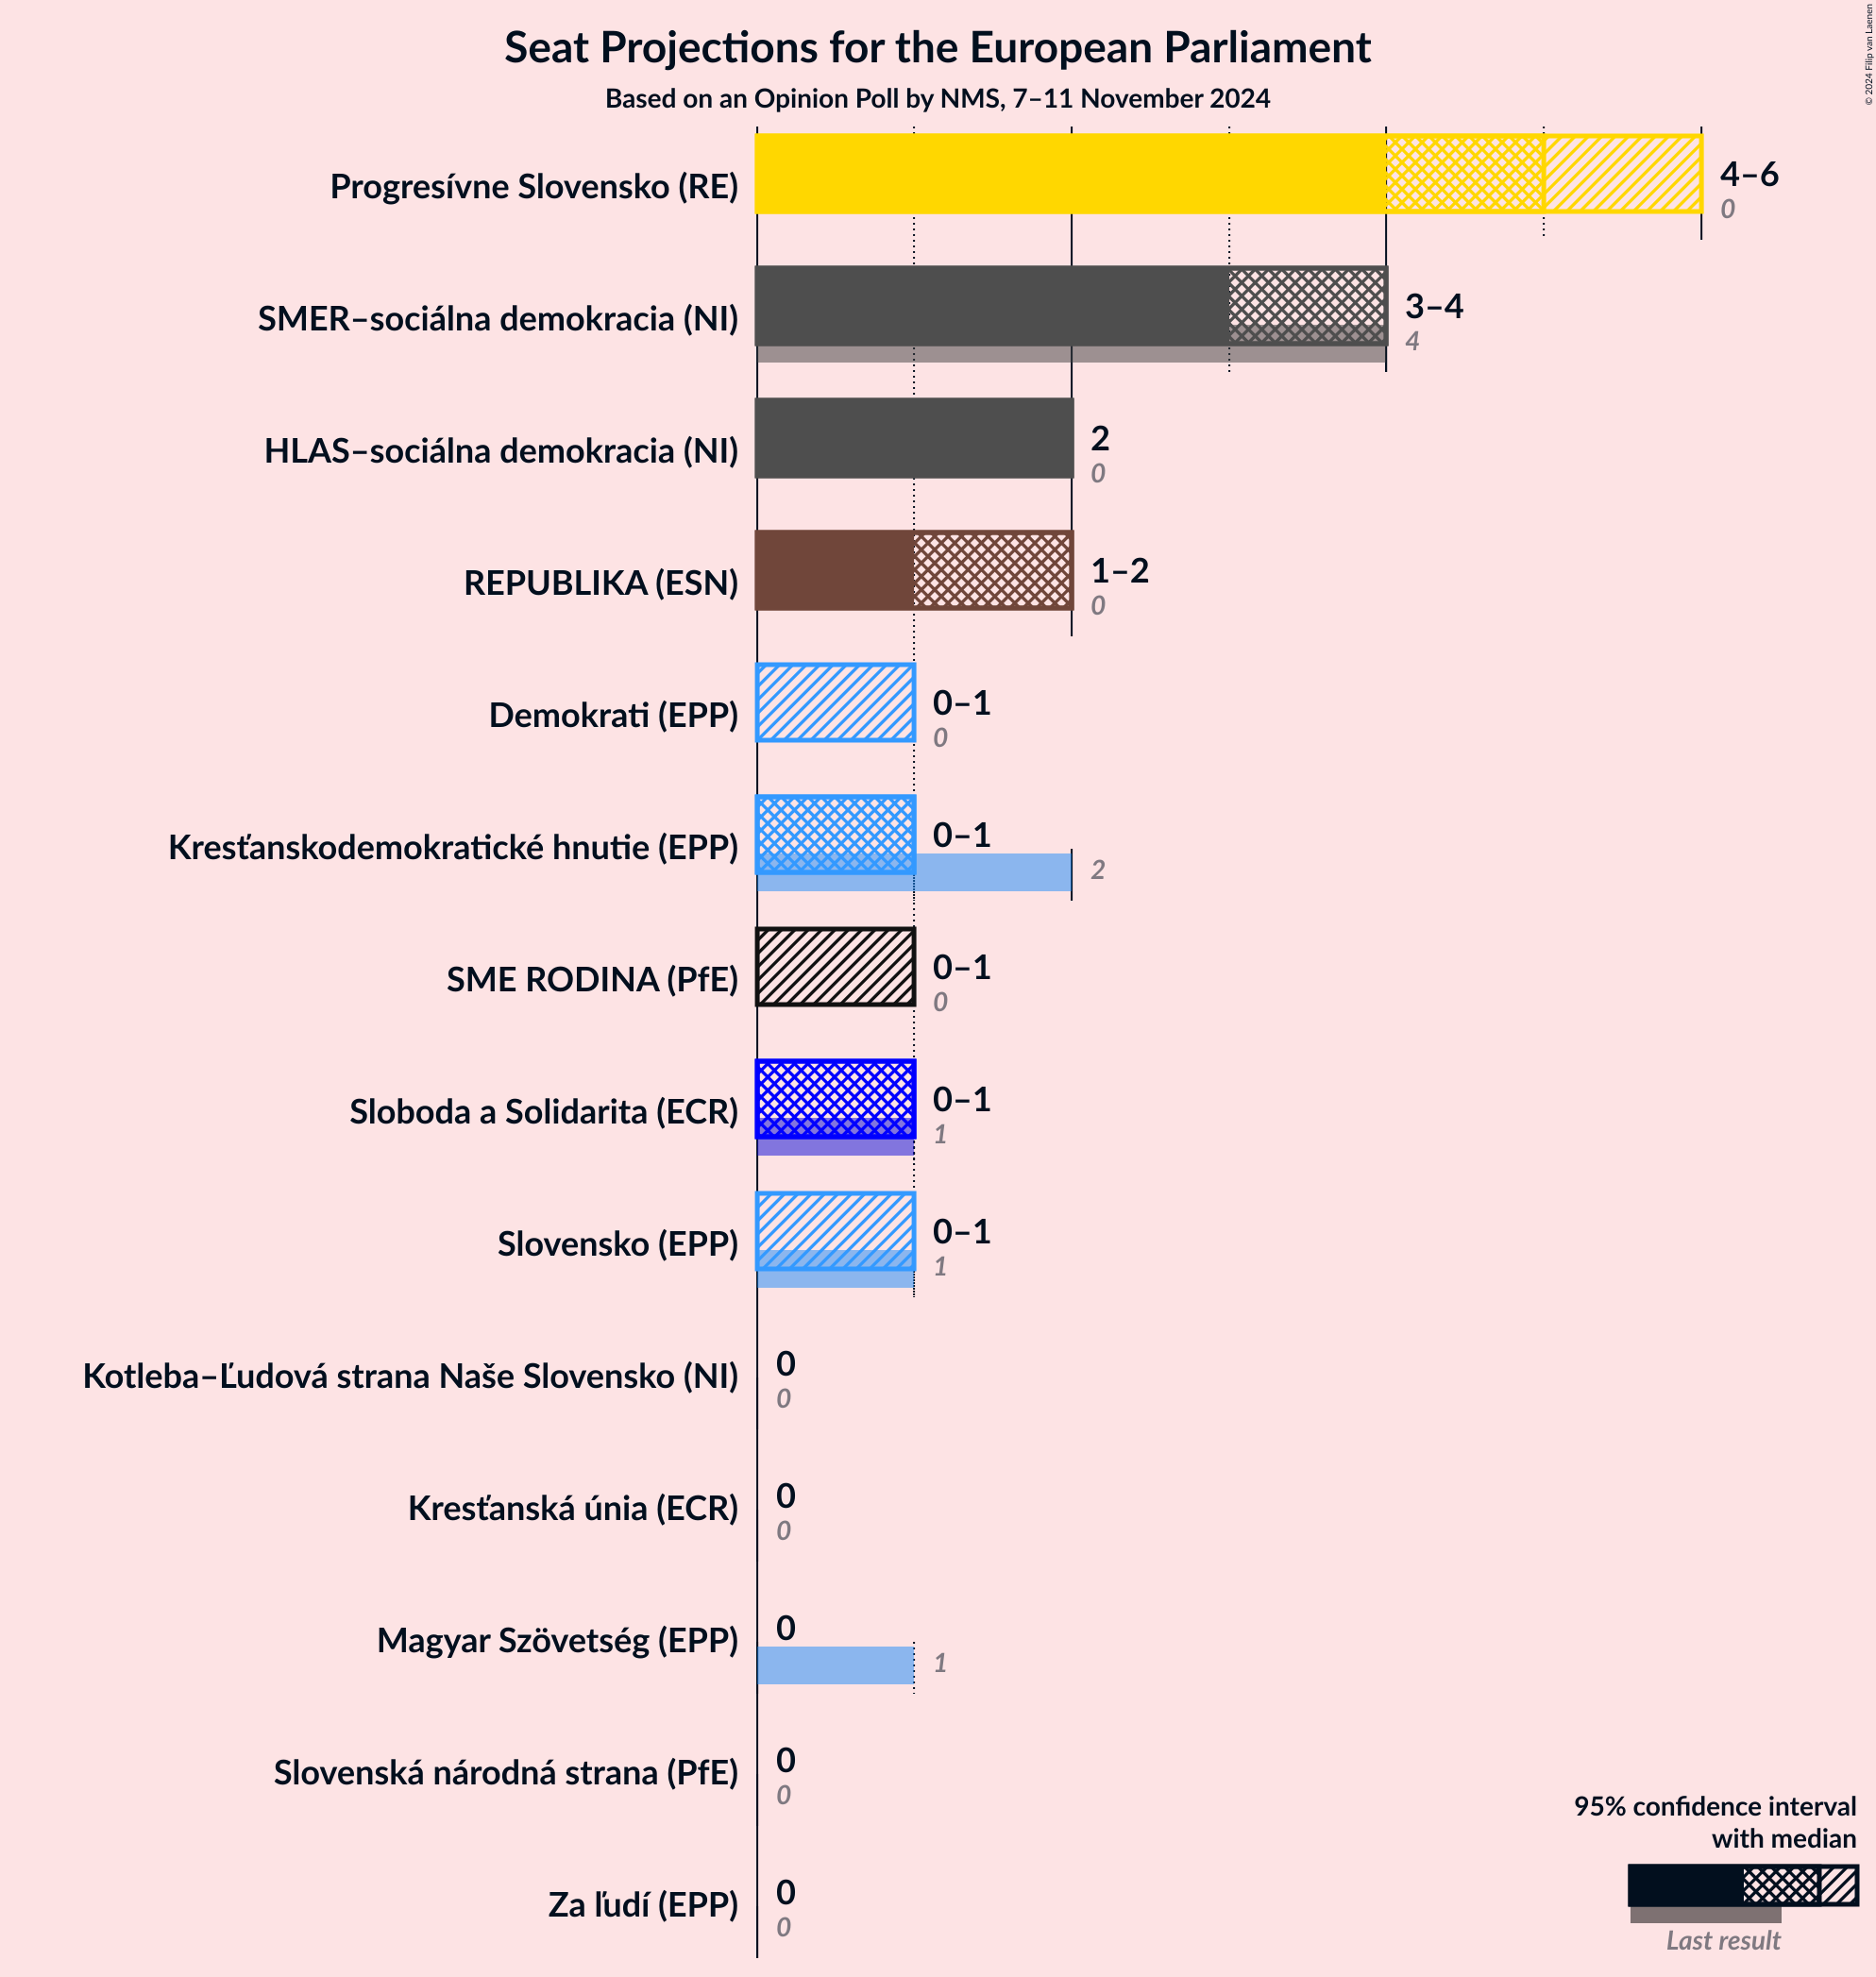 Seat Projections for the European Parliament
Based on an Opinion Poll by NMS, 7–11 November 2024
© 2024 Filip van Laenen
Progresívne Slovensko (RE)
4–6
0
SMER–sociálna demokracia (NI)
3–4
4
HLAS–sociálna demokracia (NI)
2
0
REPUBLIKA (ESN)
1–2
0
Demokrati (EPP)
0–1
0
Kresťanskodemokratické hnutie (EPP)
0–1
2
SME RODINA (PfE)
0–1
0
Sloboda a Solidarita (ECR)
0–1
1
Slovensko (EPP)
0–1
1
Kotleba–Ľudová strana Naše Slovensko (NI)
0
0
Kresťanská únia (ECR)
0
0
Magyar Szövetség (EPP)
0
1
Slovenská národná strana (PfE)
0
0
Za ľudí (EPP)
0
0
95% confidence interval
with median
Last result